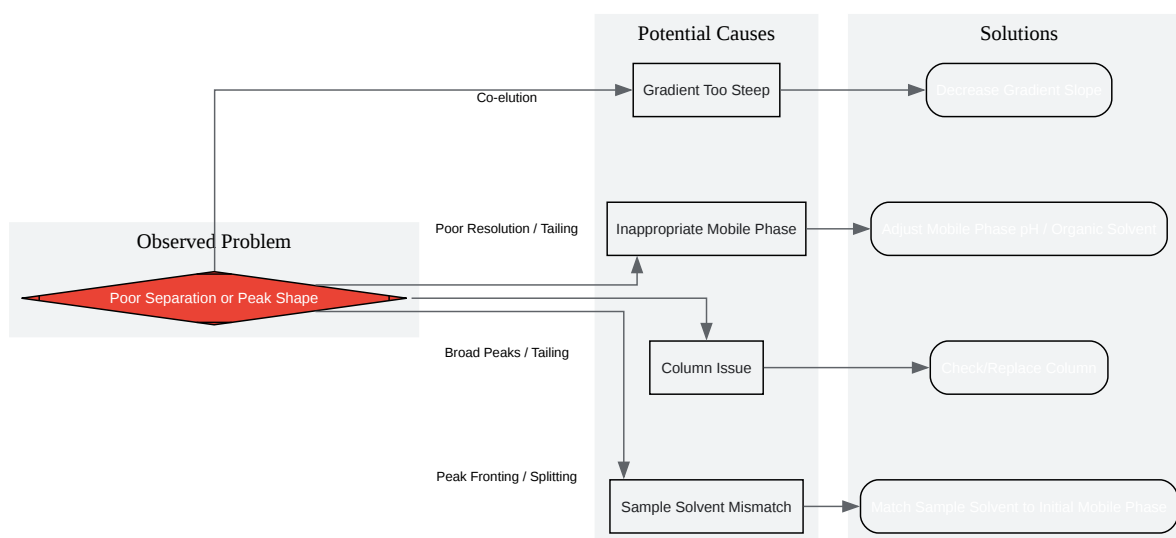 Potential Causes
Solutions
Co-elution
Gradient Too Steep
Decrease Gradient Slope
Observed Problem
Poor Separation or Peak Shape
Poor Resolution / Tailing
Inappropriate Mobile Phase
Adjust Mobile Phase pH / Organic Solvent
Broad Peaks / Tailing
Column Issue
Check/Replace Column
Peak Fronting / Splitting
Sample Solvent Mismatch
Match Sample Solvent to Initial Mobile Phase